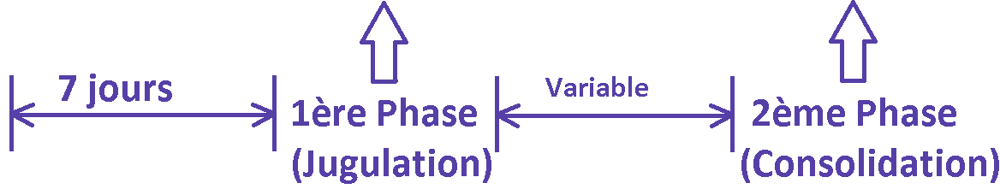 7 jours
1ère Phase
(Jugulation)
Variable
2ème Phase
(Consolidation)